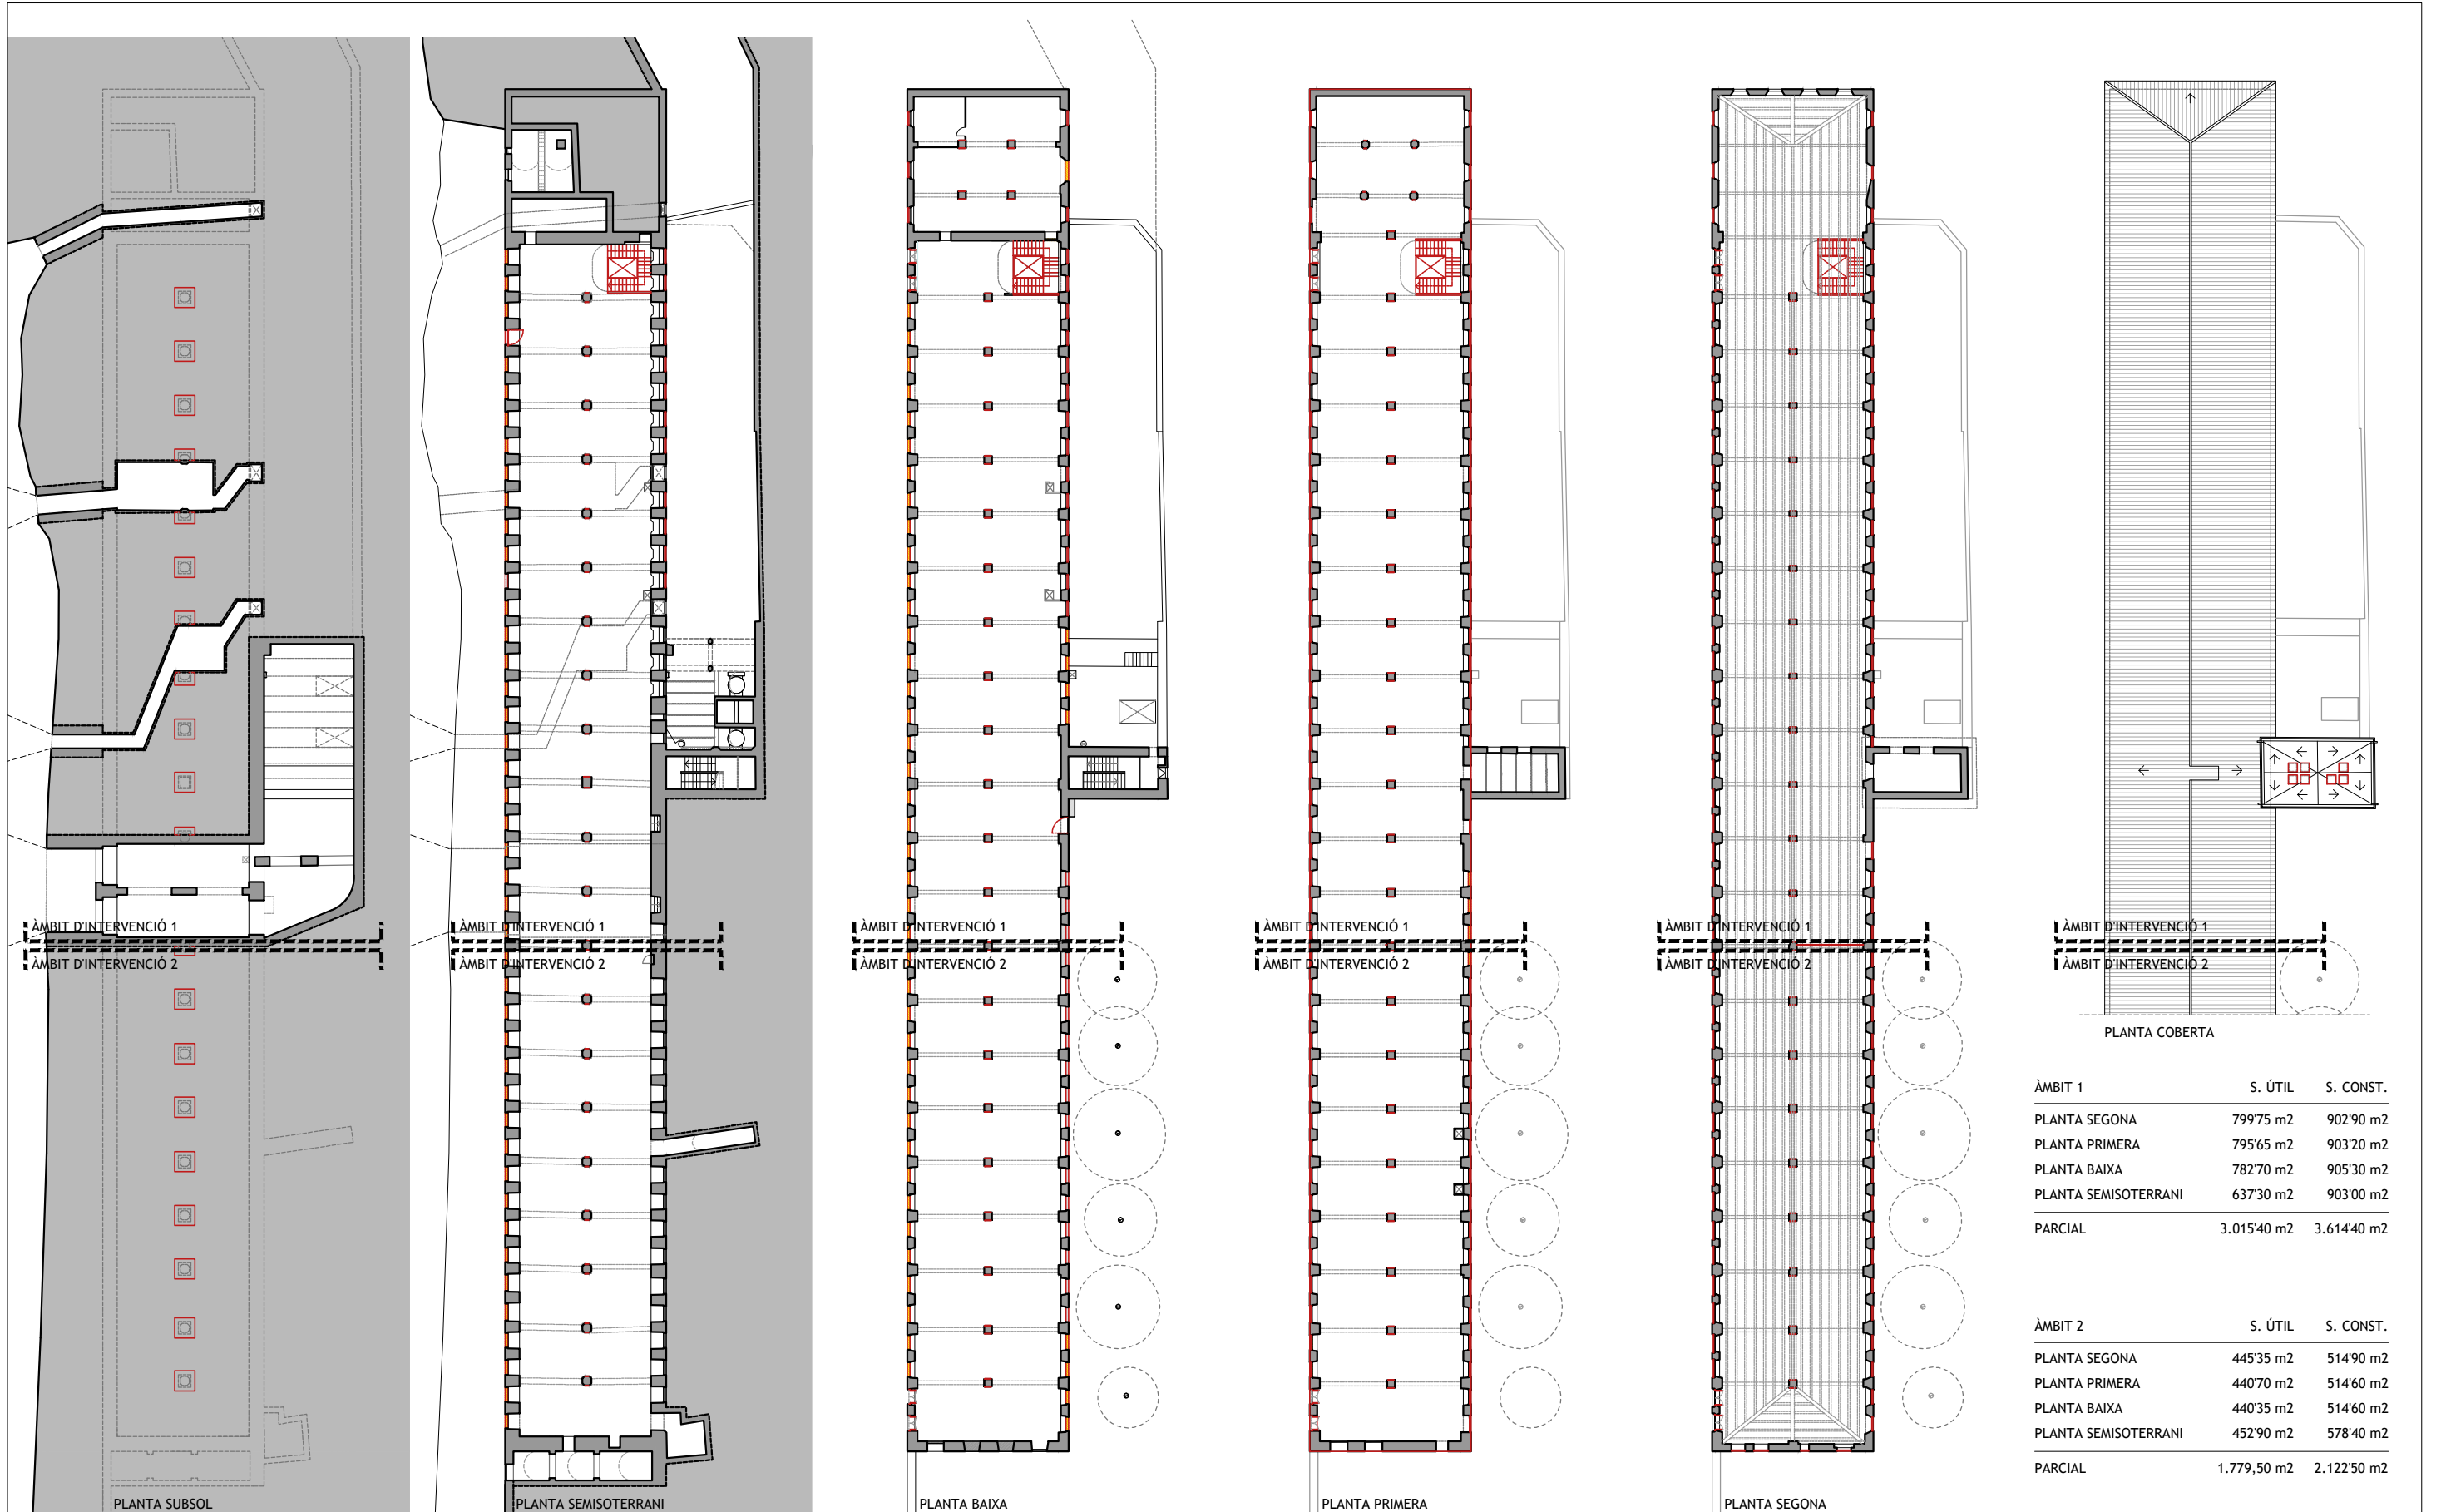 ÀMBIT D'INTERVENCIÓ 1
ÀMBIT D'INTERVENCIÓ 2
PLANTA SUBSOL
ÀMBIT D'INTERVENCIÓ 1
ÀMBIT D'INTERVENCIÓ 2
PLANTA SEMISOTERRANI
ÀMBIT D'INTERVENCIÓ 1
ÀMBIT D'INTERVENCIÓ 2
PLANTA BAIXA
ÀMBIT D'INTERVENCIÓ 1
ÀMBIT D'INTERVENCIÓ 2
PLANTA PRIMERA
ÀMBIT D'INTERVENCIÓ 1
ÀMBIT D'INTERVENCIÓ 2
PLANTA SEGONA
ÀMBIT D'INTERVENCIÓ 1
ÀMBIT D'INTERVENCIÓ 2
PLANTA COBERTA
ÀMBIT 1 S. ÚTIL S. CONST.
PLANTA SEGONA 799'75 m2 902'90 m2
PLANTA PRIMERA 795'65 m2 903'20 m2
PLANTA BAIXA 782'70 m2 905'30 m2
PLANTA SEMISOTERRANI 637'30 m2 903'00 m2
PARCIAL 3.015'40 m2 3.614'40 m2
ÀMBIT 2 S. ÚTIL S. CONST.
PLANTA SEGONA 445'35 m2 514'90 m2
PLANTA PRIMERA 440'70 m2 514'60 m2
PLANTA BAIXA 440'35 m2 514'60 m2
PLANTA SEMISOTERRANI 452'90 m2 578'40 m2
PARCIAL 1.779,50 m2 2.122'50 m2